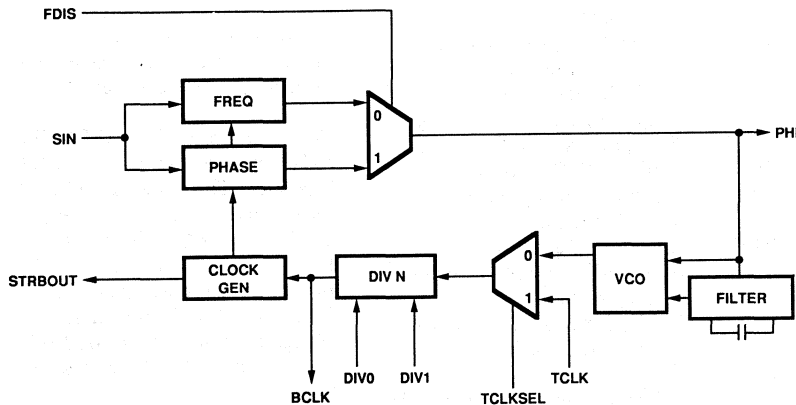 FDIS
FREQ
0
SIN
PHASE
1
PHI
STRBOUT
CLOCK
GEN
DIV N
0
1
VCO
FILTER
BCLK
DIV0
DIV1
TCLKSEL
TCLK